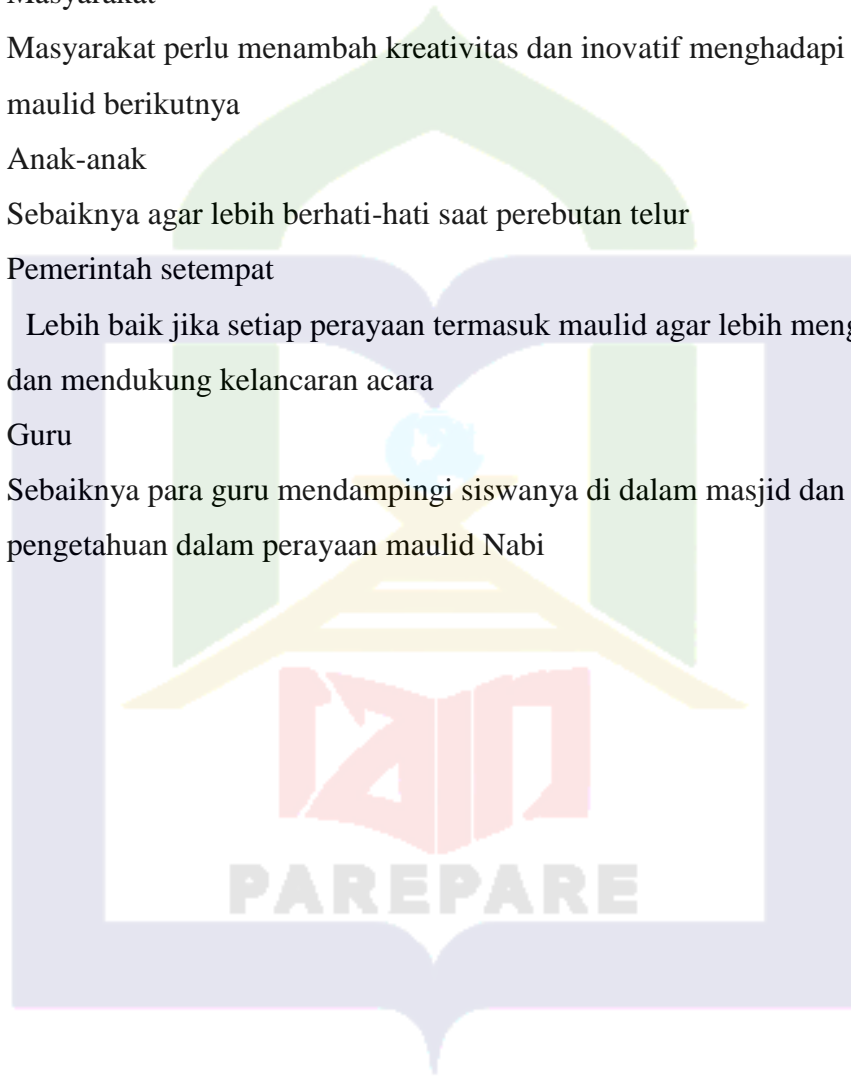 Masyarakat
Masyarakat perlu menambah kreativitas dan inovatif menghadapi
maulid berikutnya
Anak-anak
Sebaiknya agar lebih berhati-hati saat perebutan telur
Pemerintah setempat
Lebih baik jika setiap perayaan termasuk maulid agar lebih
dan mendukung kelancaran acara
Guru
Sebaiknya para guru mendampingi siswanya di dalam masjid dan
pengetahuan dalam perayaan maulid Nabi
PAREPARE